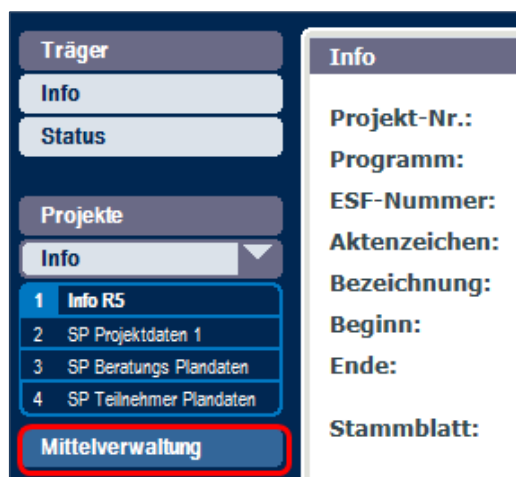 Träger
Info
Status
Projekte
Info
1 Info R5
2 SP Projektdaten 1
3 SP Beratungs Plandaten
4 SP Teilnehmer Plandaten
Mittelverwaltung
Info
Projekt-Nr.:
Programm:
ESF-Nummer:
Aktenzeichen:
Bezeichnung:
Beginn:
Ende:
Stammblatt: